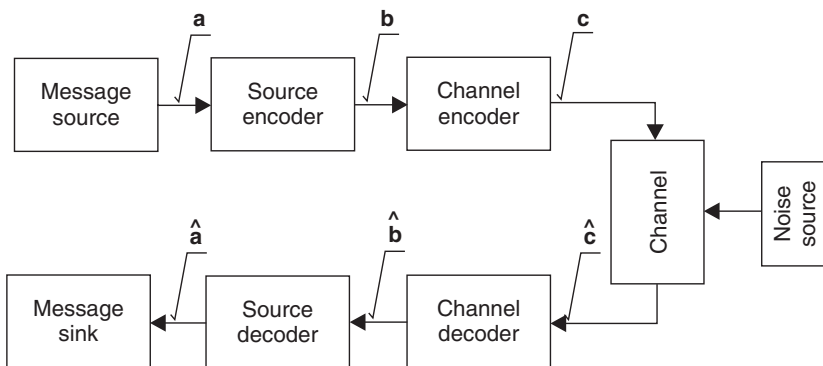 a
b
c
Message
source
Source
encoder
Channel
encoder
Channel
Noise
source
â
b̂
ĉ
Message
sink
Source
decoder
Channel
decoder